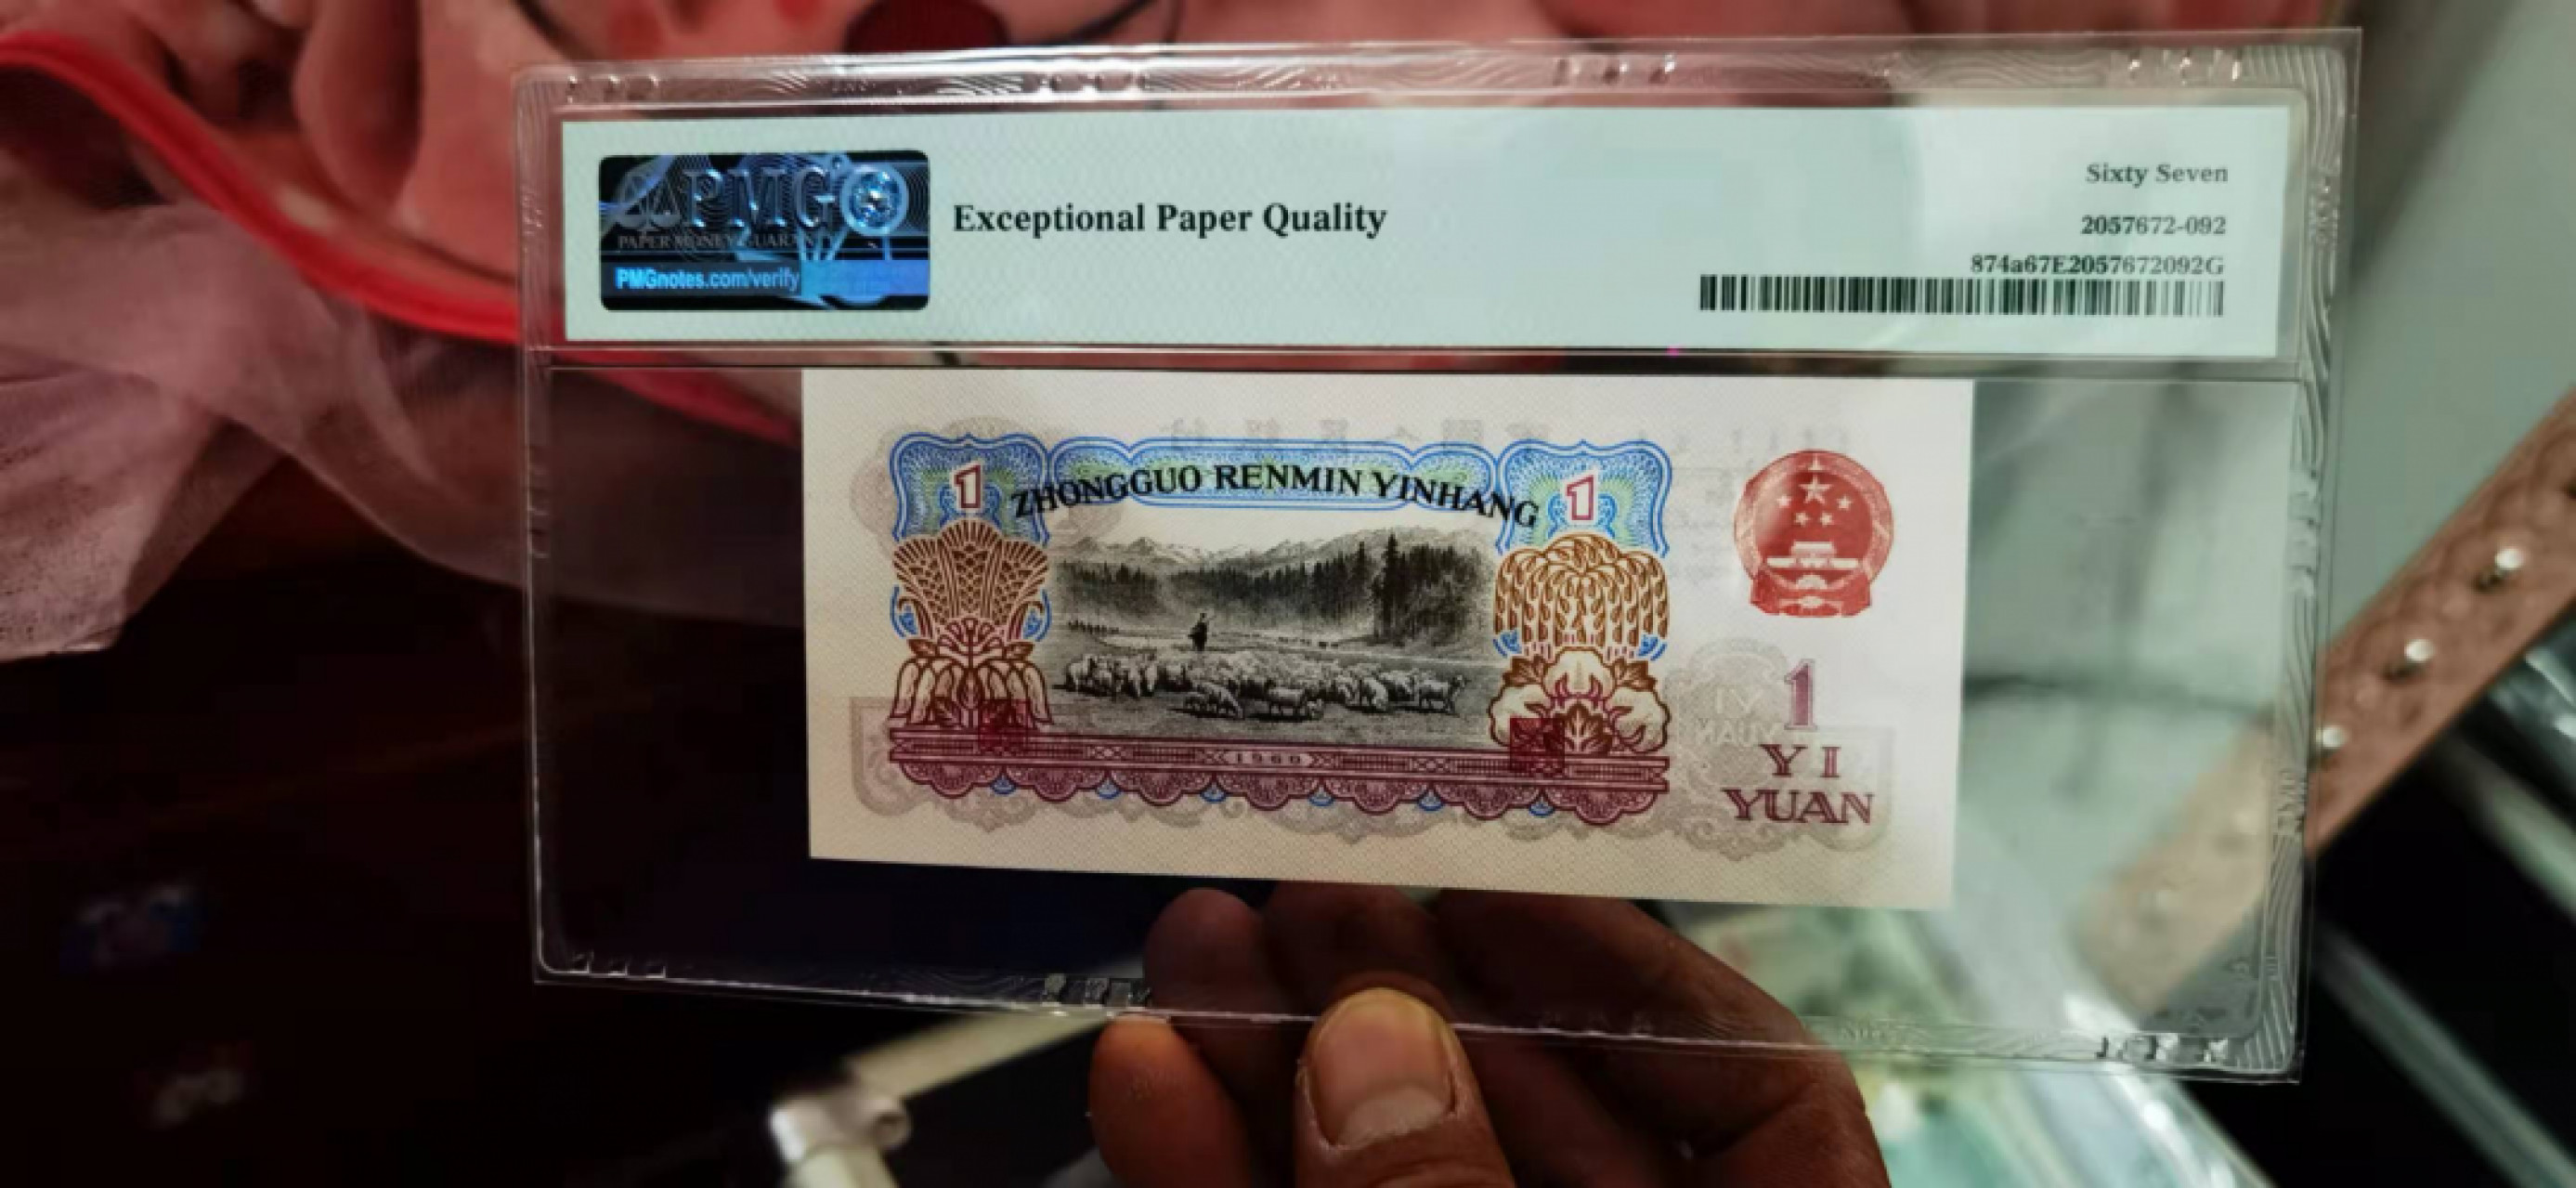 PMG
PAPER MONEY GUARAN
PMGnotes.com/verify
Exceptional Paper Quality
Sixty Seven
2057672-092
874a67E2057672092G
1
ZHONGGUO RENMIN YINHANG
1
1960
1
YI
YUAN